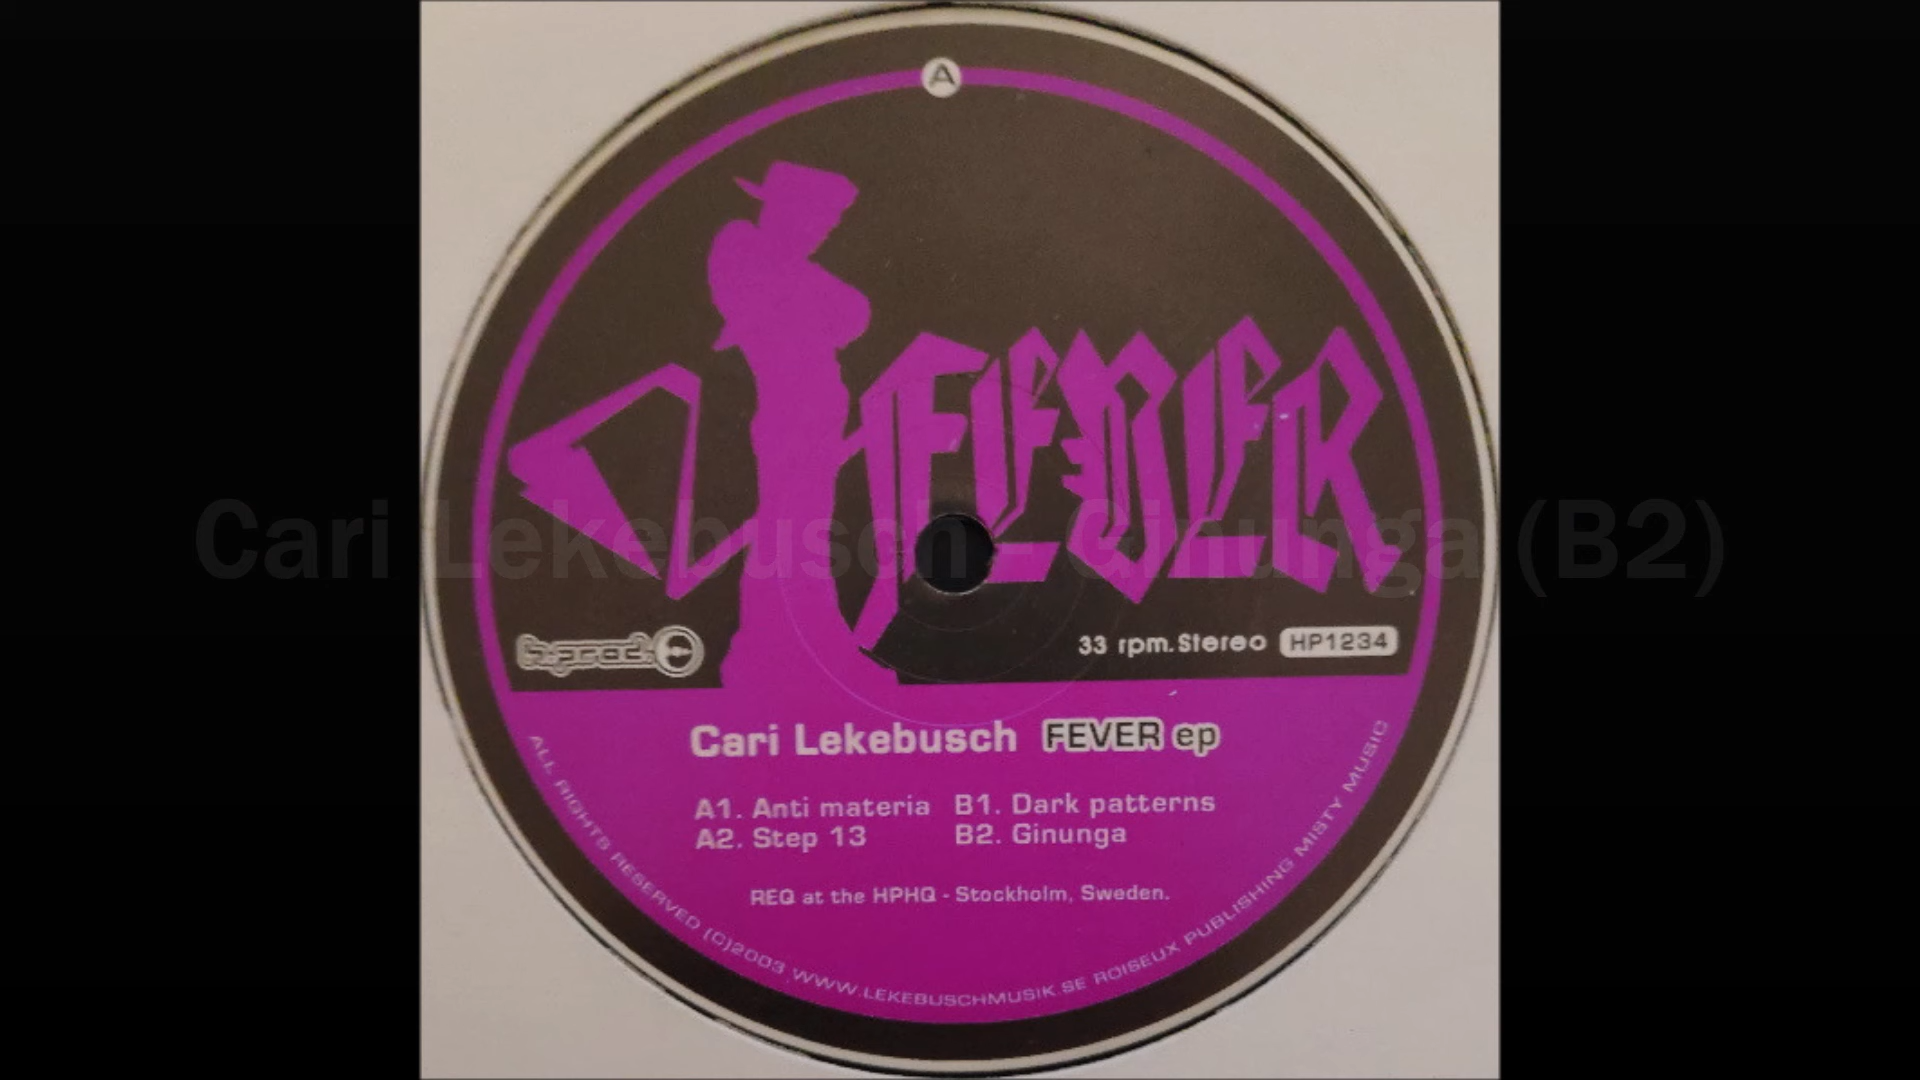 A
FEVER
Cari Lekebusch - Ginunga (B2)
h.prod.
33 rpm. Stereo HP1234
Cari Lekebusch FEVER ep
A1. Anti materia B1. Dark patterns
A2. Step 13 B2. Ginunga
REQ at the HPHQ - Stockholm, Sweden.
ALL RIGHTS RESERVED (C)2003 WWW.LEKEBUSCHMUSIK.SE ROISEUX PUBLISHING MISTY MUSIC